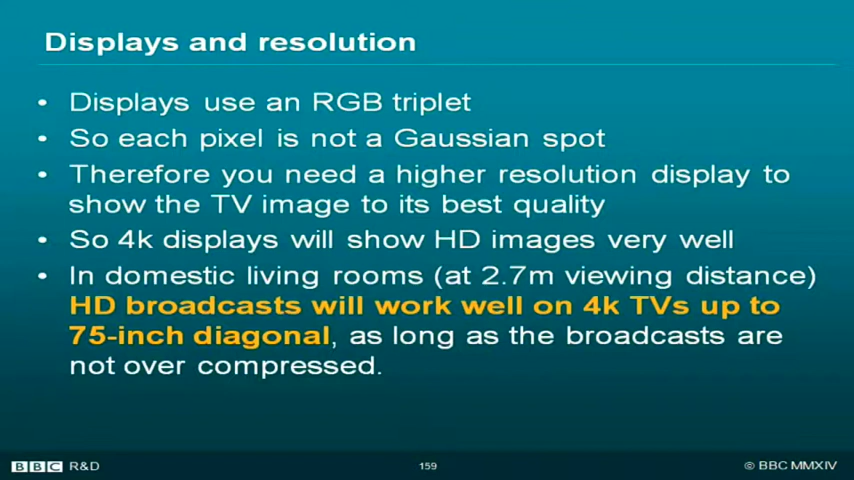 Displays and resolution
• Displays use an RGB triplet
• So each pixel is not a Gaussian spot
• Therefore you need a higher resolution display to
show the TV image to its best quality
• So 4k displays will show HD images very well
• In domestic living rooms (at 2.7m viewing distance)
HD broadcasts will work well on 4k TVs up to
75-inch diagonal, as long as the broadcasts are
not over compressed.
BBC R&D
159
© BBC MMXIV